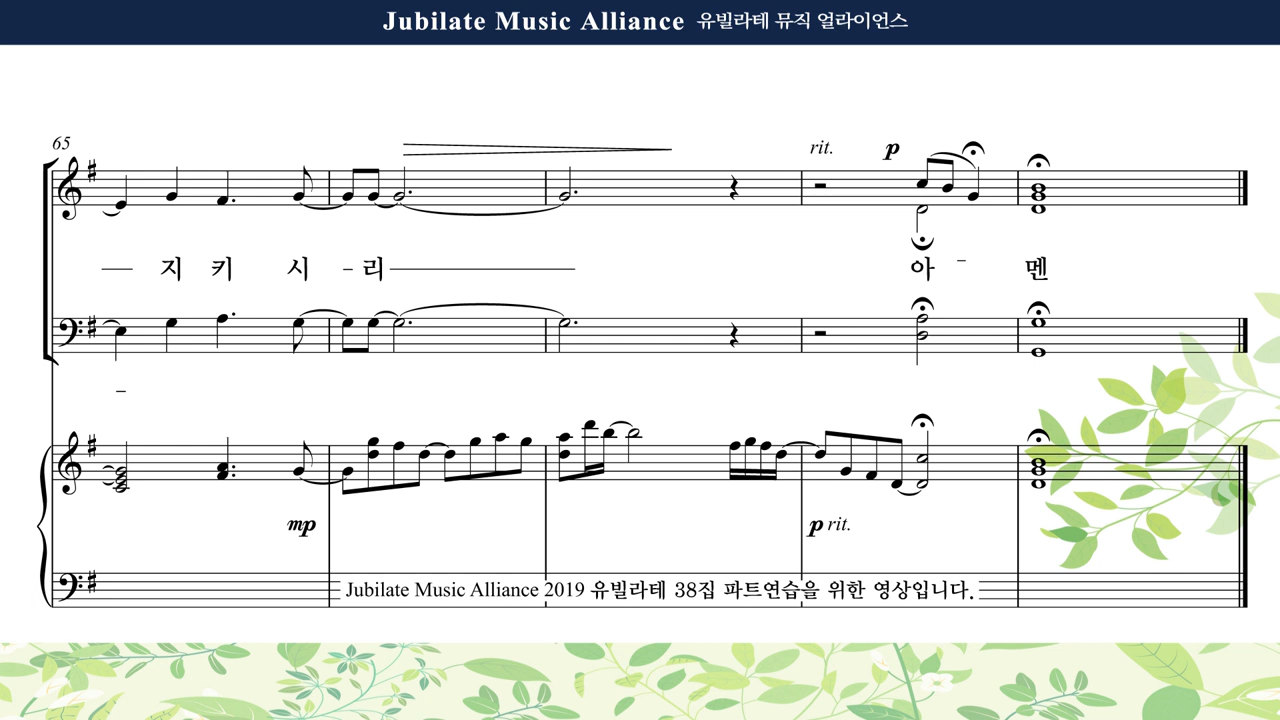 Jubilate Music Alliance 유빌라테 뮤직 얼라이언스
65
rit. p
지 키 시 - 리 아 - 멘
-
mp p rit.
Jubilate Music Alliance 2019 유빌라테 38집 파트연습을 위한 영상입니다.